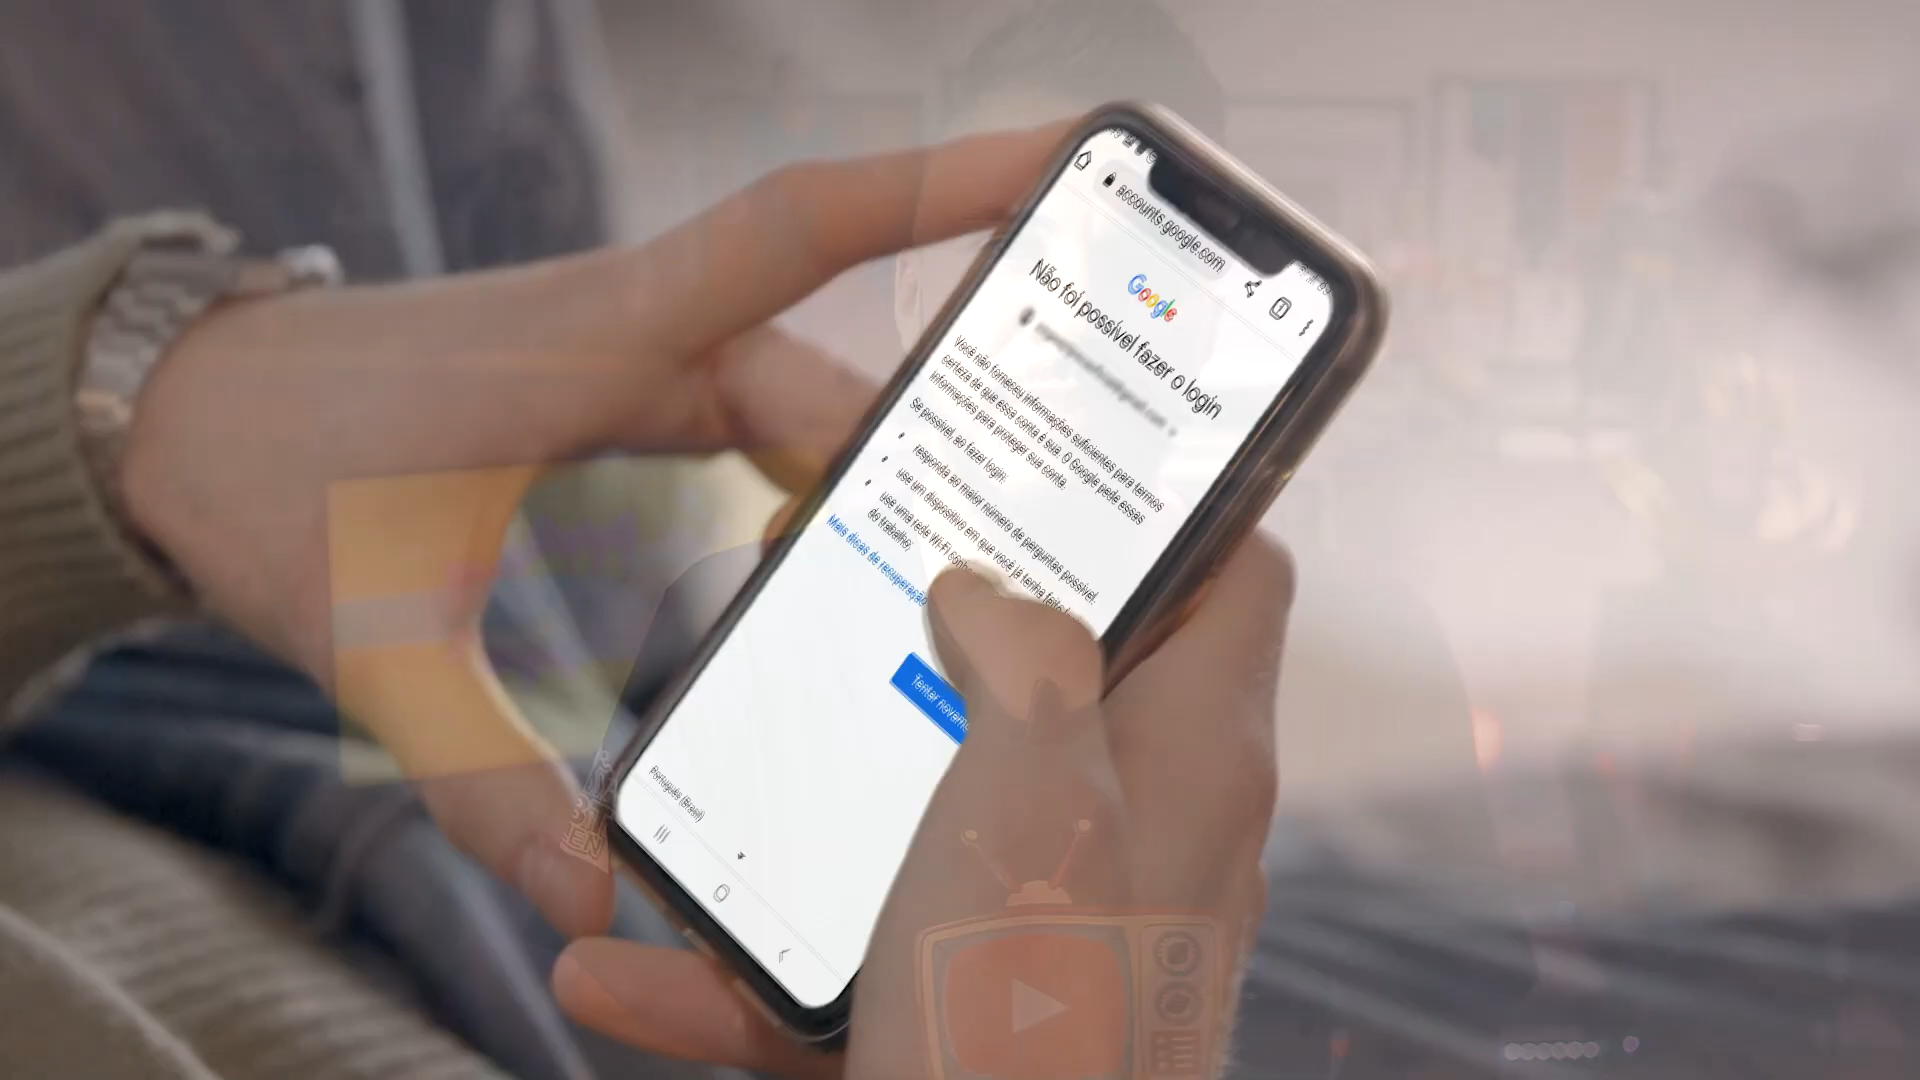 accounts.google.com
Google
Não foi possível fazer o login
Você não forneceu informações suficientes para termos
certeza de que essa conta é sua. O Google pede essas
informações para proteger sua conta.
Se possível, ao fazer login:
responda ao maior número de perguntas possível.
use um dispositivo em que você já tenha feito
use uma rede Wi-Fi
do trabalho;
Mais dicas de recuperação
Tentar
Português (Brasil)
EN